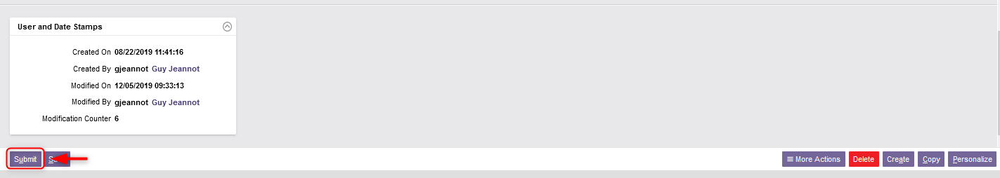 User and Date Stamps
Created On 08/22/2019 11:41:16
Created By gjeannot Guy Jeannot
Modified On 12/05/2019 09:33:13
Modified By gjeannot Guy Jeannot
Modification Counter 6
Submit More Actions Delete Create Copy Personalize